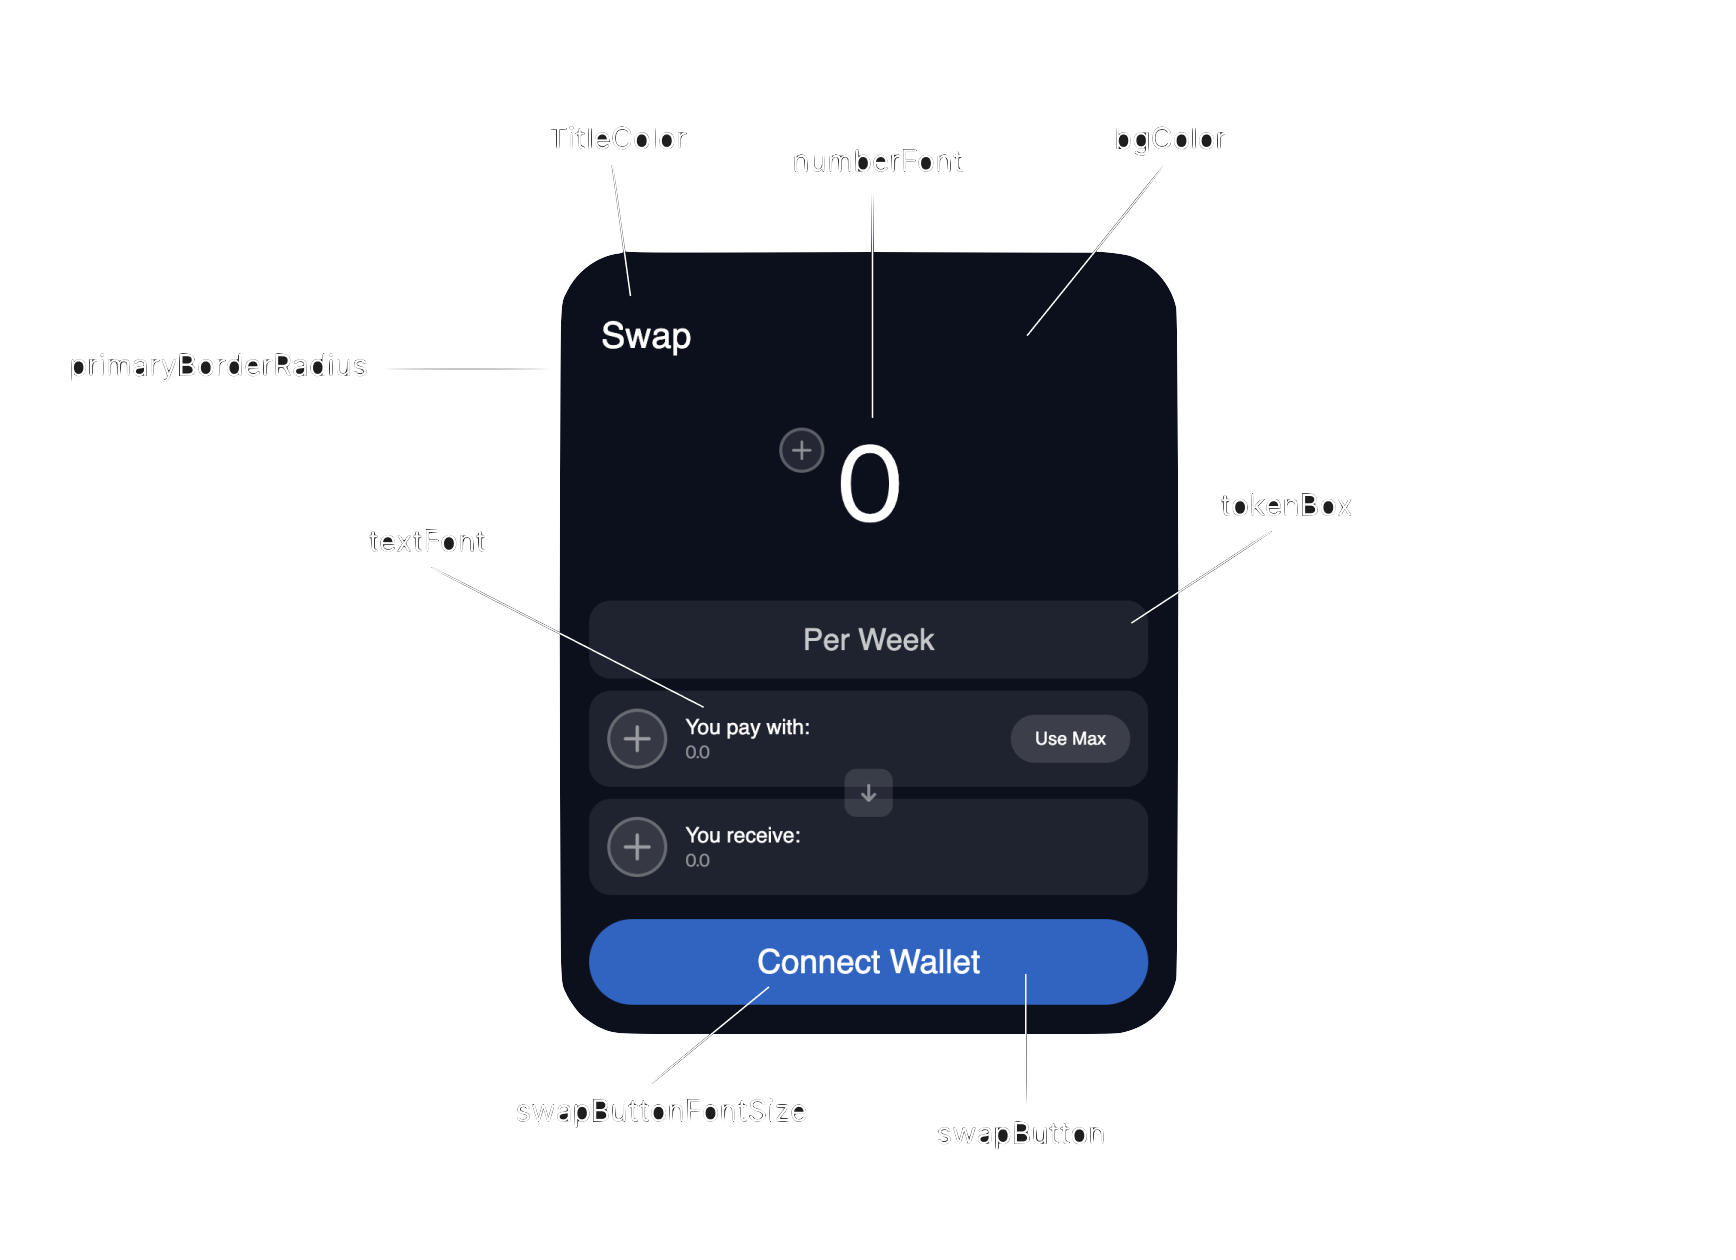 TitleColor
numberFont
bgColor
Swap
primaryBorderRadius
0
tokenBox
textFont
Per Week
You pay with:
0.0
Use Max
You receive:
0.0
Connect Wallet
swapButtonFontSize
swapButton